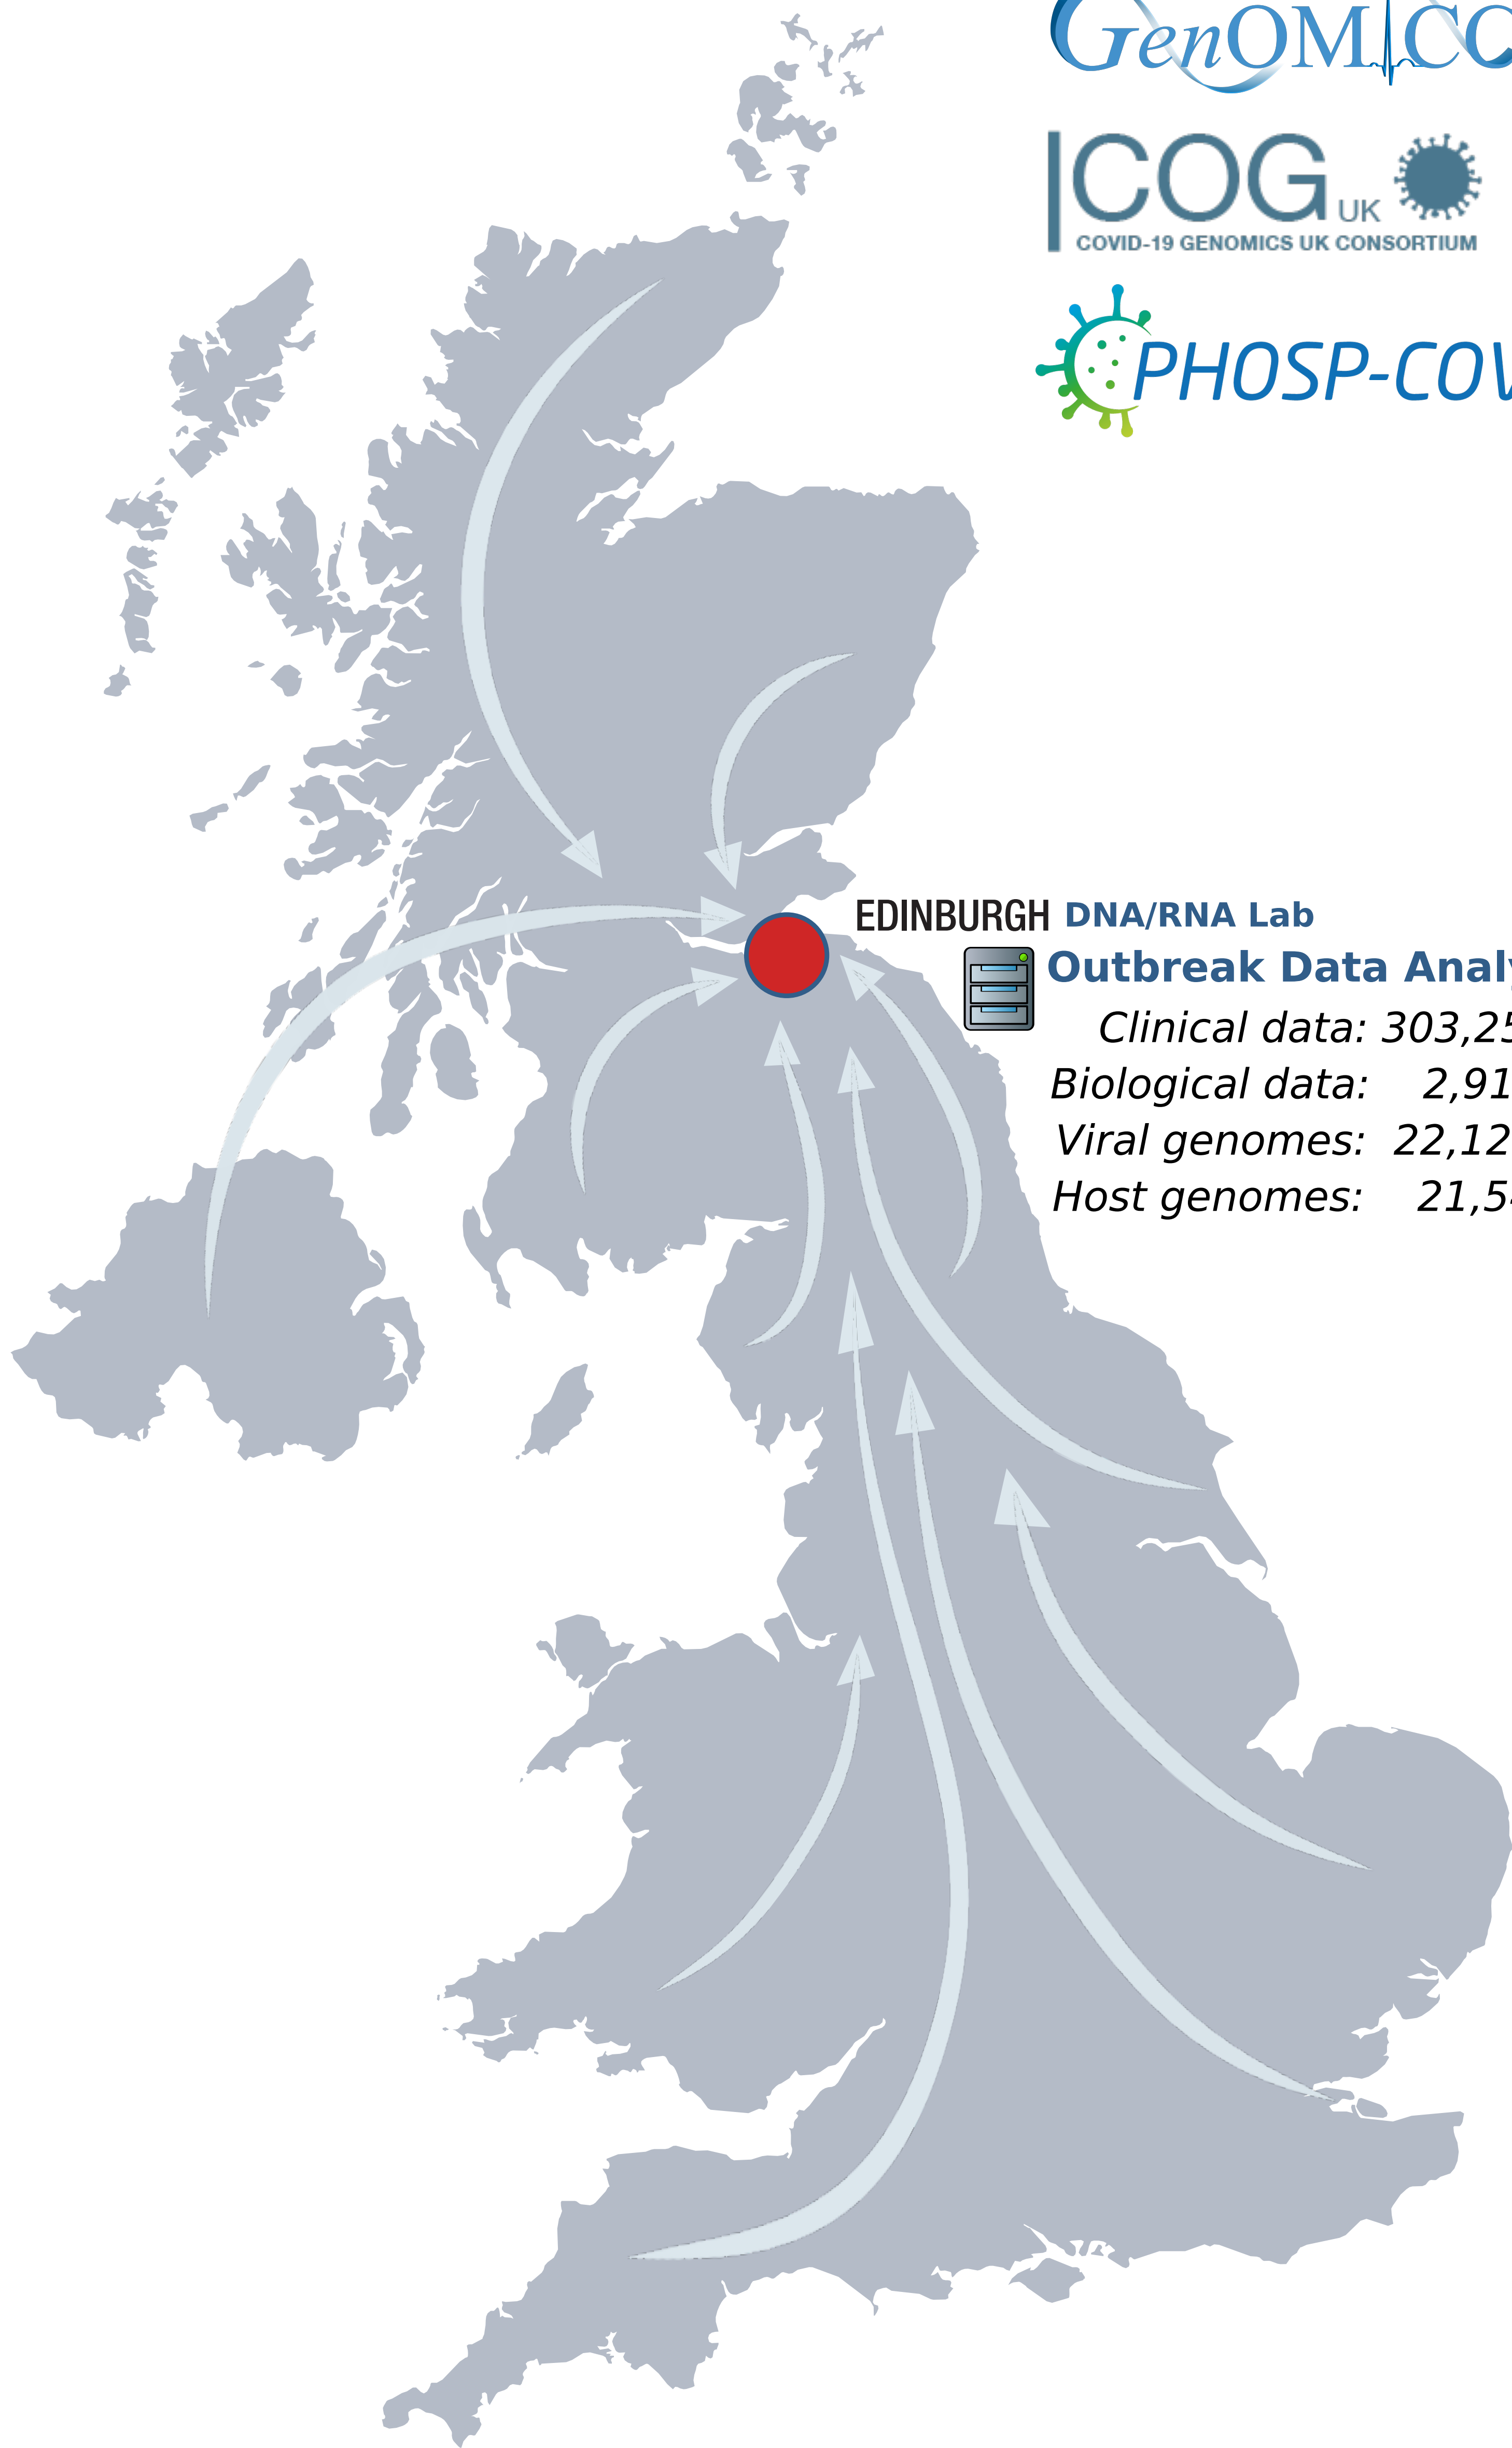 GenOMICC
COG UK
COVID-19 GENOMICS UK CONSORTIUM
PHOSP-COV
EDINBURGH DNA/RNA Lab
Outbreak Data Analy
Clinical data: 303,25
Biological data: 2,91
Viral genomes: 22,12
Host genomes: 21,5